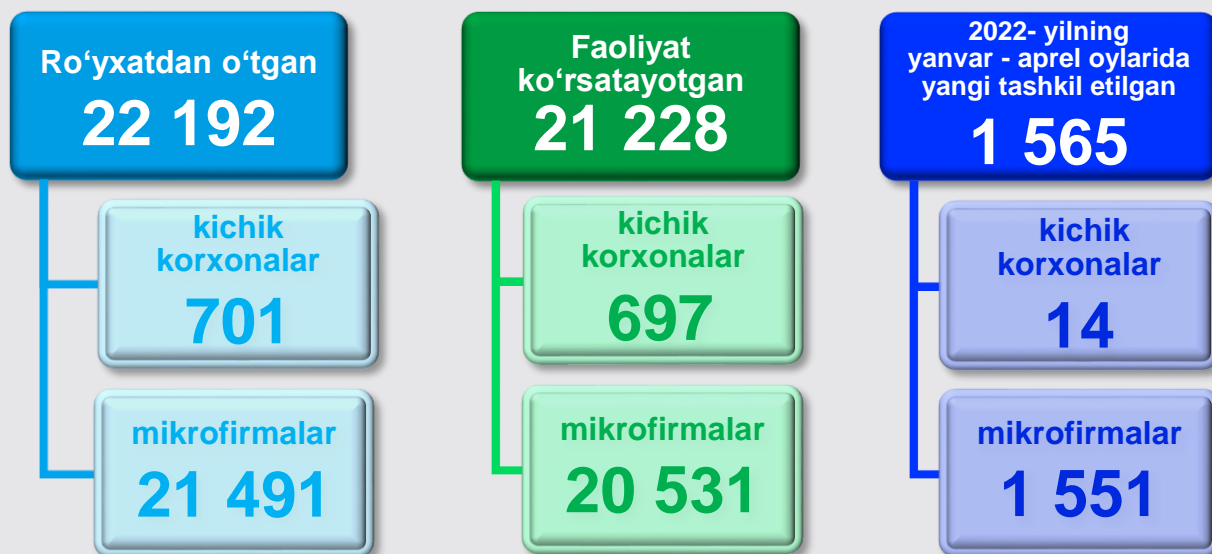 Ro‘yxatdan o‘tgan
22 192
kichik
korxonalar
701
mikrofirmalar
21 491
Faoliyat
ko‘rsatayotgan
21 228
kichik
korxonalar
697
mikrofirmalar
20 531
2022- yilning
yanvar - aprel oylarida
yangi tashkil etilgan
1 565
kichik
korxonalar
14
mikrofirmalar
1 551